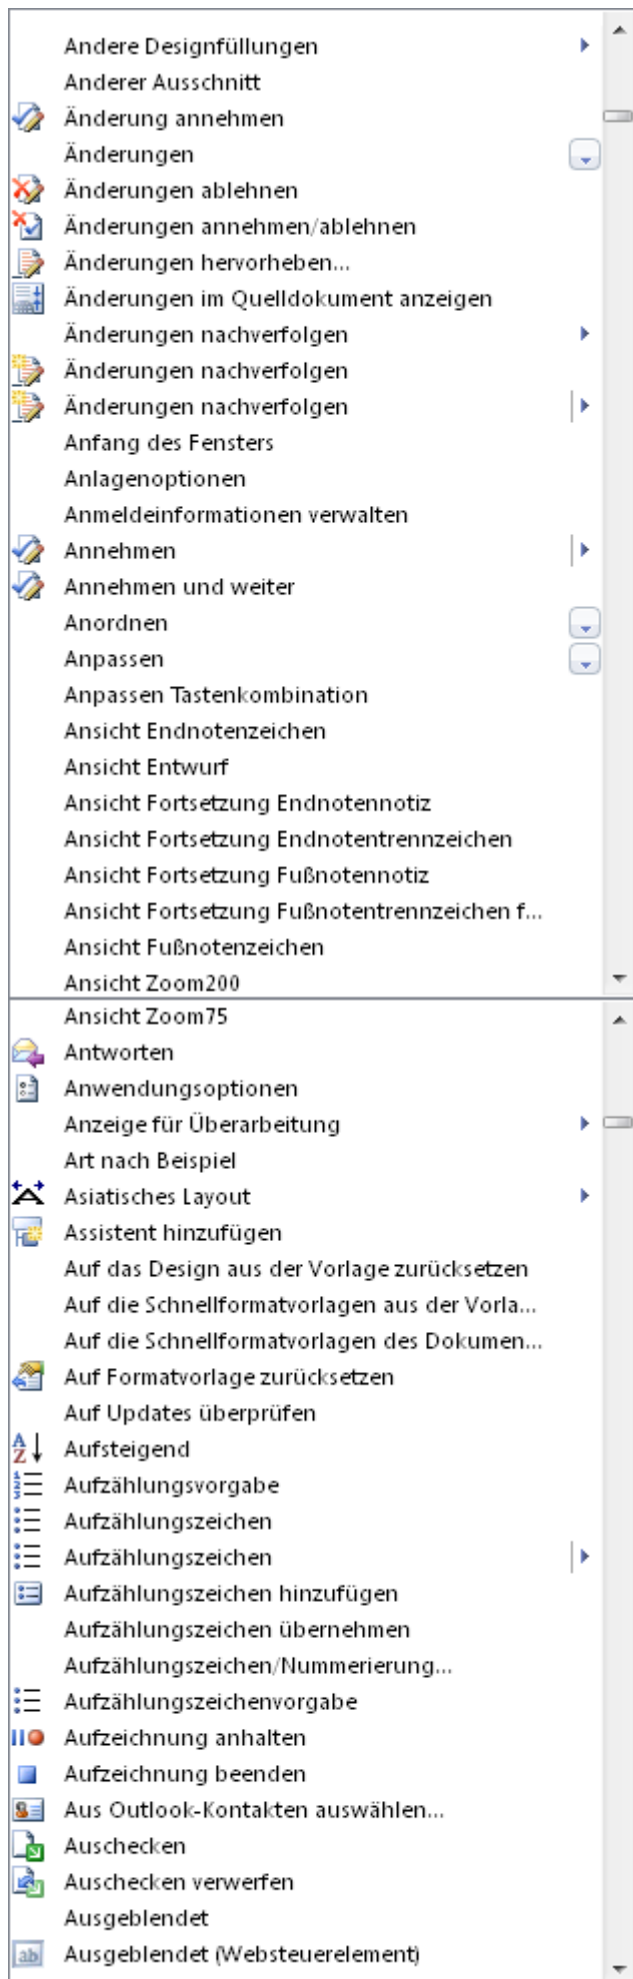 Andere Designfüllungen
Anderer Ausschnitt
Änderung annehmen
Änderungen
Änderungen ablehnen
Änderungen annehmen/ablehnen
Änderungen hervorheben...
Änderungen im Quelldokument anzeigen
Änderungen nachverfolgen
Änderungen nachverfolgen
Änderungen nachverfolgen
Anfang des Fensters
Anlagenoptionen
Anmeldeinformationen verwalten
Annehmen
Annehmen und weiter
Anordnen
Anpassen
Anpassen Tastenkombination
Ansicht Endnotenzeichen
Ansicht Entwurf
Ansicht Fortsetzung Endnotennotiz
Ansicht Fortsetzung Endnotentrennzeichen
Ansicht Fortsetzung Fußnotennotiz
Ansicht Fortsetzung Fußnotentrennzeichen f...
Ansicht Fußnotenzeichen
Ansicht Zoom200
Ansicht Zoom75
Antworten
Anwendungsoptionen
Anzeige für Überarbeitung
Art nach Beispiel
Asiatisches Layout
Assistent hinzufügen
Auf das Design aus der Vorlage zurücksetzen
Auf die Schnellformatvorlagen aus der Vorla...
Auf die Schnellformatvorlagen des Dokumen...
Auf Formatvorlage zurücksetzen
Auf Updates überprüfen
Aufsteigend
Aufzählungsvorgabe
Aufzählungszeichen
Aufzählungszeichen
Aufzählungszeichen hinzufügen
Aufzählungszeichen übernehmen
Aufzählungszeichen/Nummerierung...
Aufzählungszeichenvorgabe
Aufzeichnung anhalten
Aufzeichnung beenden
Aus Outlook-Kontakten auswählen...
Auschecken
Auschecken verwerfen
Ausgeblendet
ab Ausgeblendet (Websteuerelement)